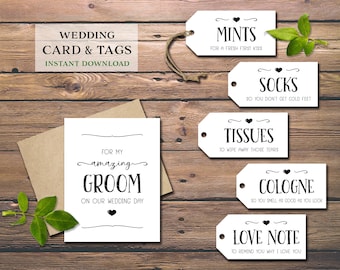 WEDDING
CARD & TAGS
INSTANT DOWNLOAD
MINTS
FOR A FRESH FIRST KISS
SOCKS
SO YOU DON'T GET COLD FEET
TISSUES
TO WIPE AWAY THOSE TEARS
COLOGNE
SO YOU SMELL AS GOOD AS YOU LOOK
LOVE NOTE
TO REMIND YOU WHY I LOVE YOU
FOR MY
amazing
GROOM
ON OUR WEDDING DAY